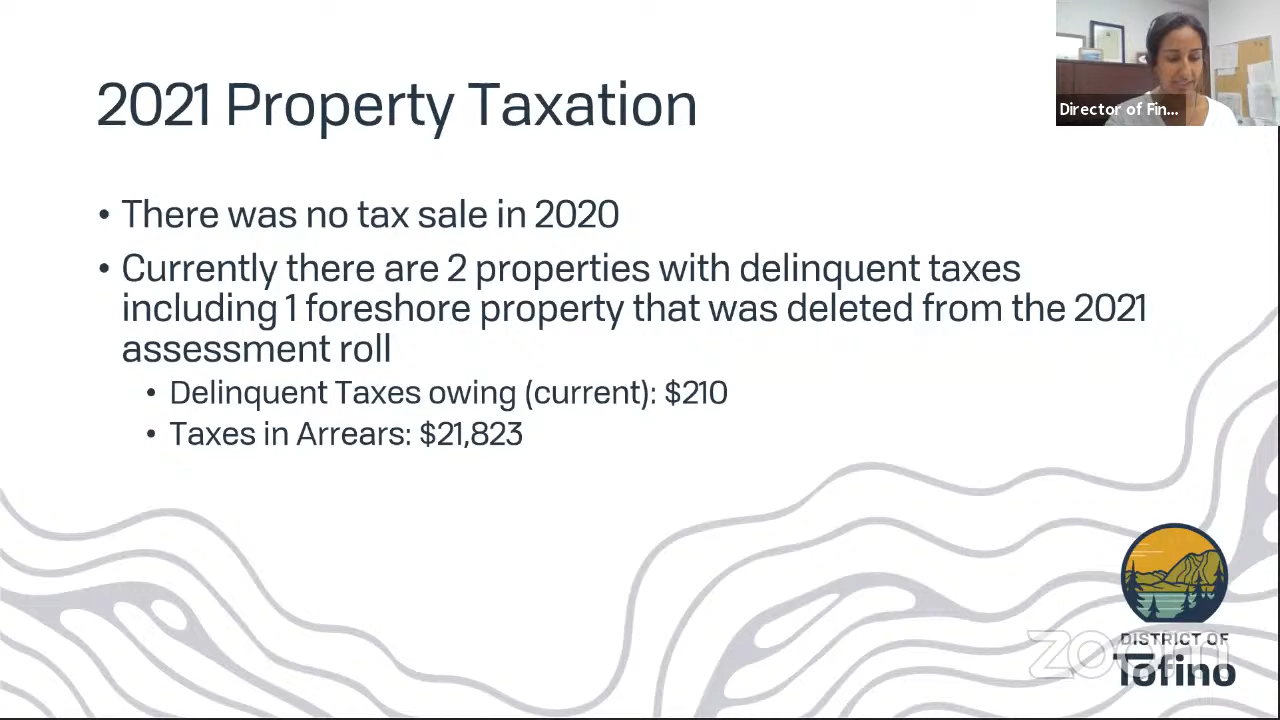 2021 Property Taxation
Director of Fin...
• There was no tax sale in 2020
• Currently there are 2 properties with delinquent taxes
including 1 foreshore property that was deleted from the 2021
assessment roll
• Delinquent Taxes owing (current): $210
• Taxes in Arrears: $21,823
DISTRICT OF
zoom
Tofino